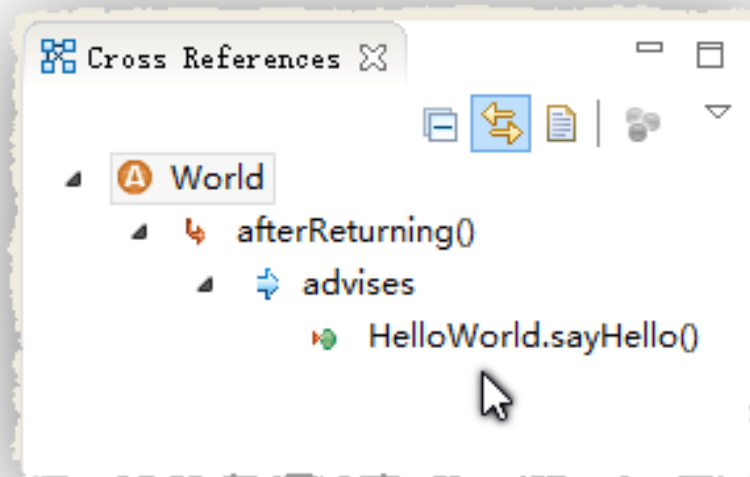 Cross References
A World
afterReturning()
advises
HelloWorld.sayHello()